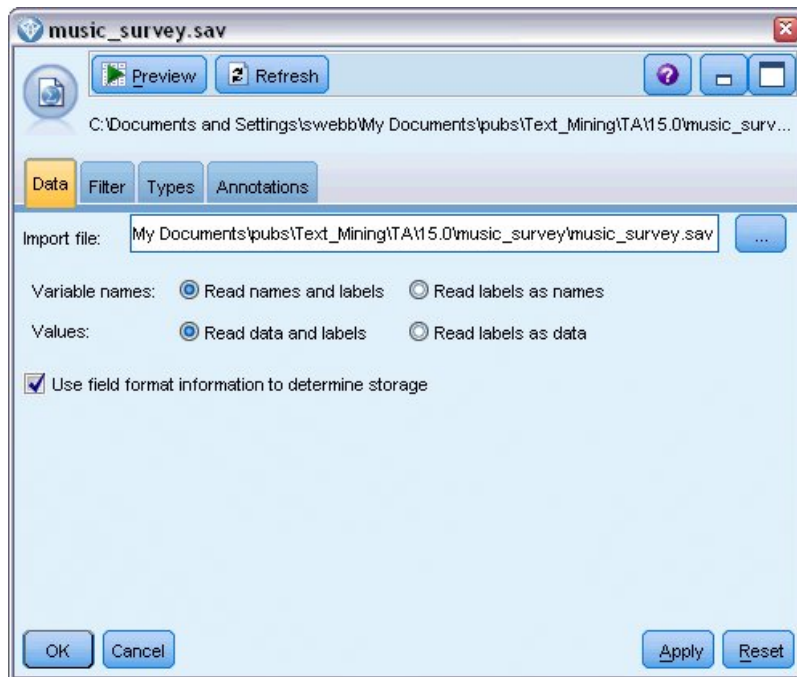 music_survey.sav
Preview Refresh
C:\Documents and Settings\swebb\My Documents\pubs\Text_Mining\TA\15.0\music_surv...
Data Filter Types Annotations
Import file: My Documents\pubs\Text_Mining\TA\15.0\music_survey\music_survey.sav ...
Variable names: Read names and labels Read labels as names
Values: Read data and labels Read labels as data
Use field format information to determine storage
OK Cancel Apply Reset